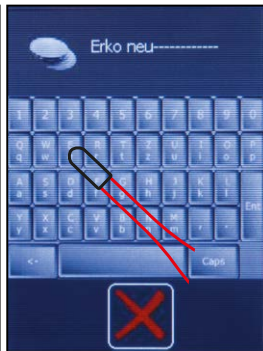 Erko neu------------
1 2 3 4 5 6 7 8 9 0
Q W R T Z U I O P
q w r t z u i o p
A S D G H J K L
a s d g h j k l
Ent
Y X C V B N M , .
y x c v b n m
<- Caps